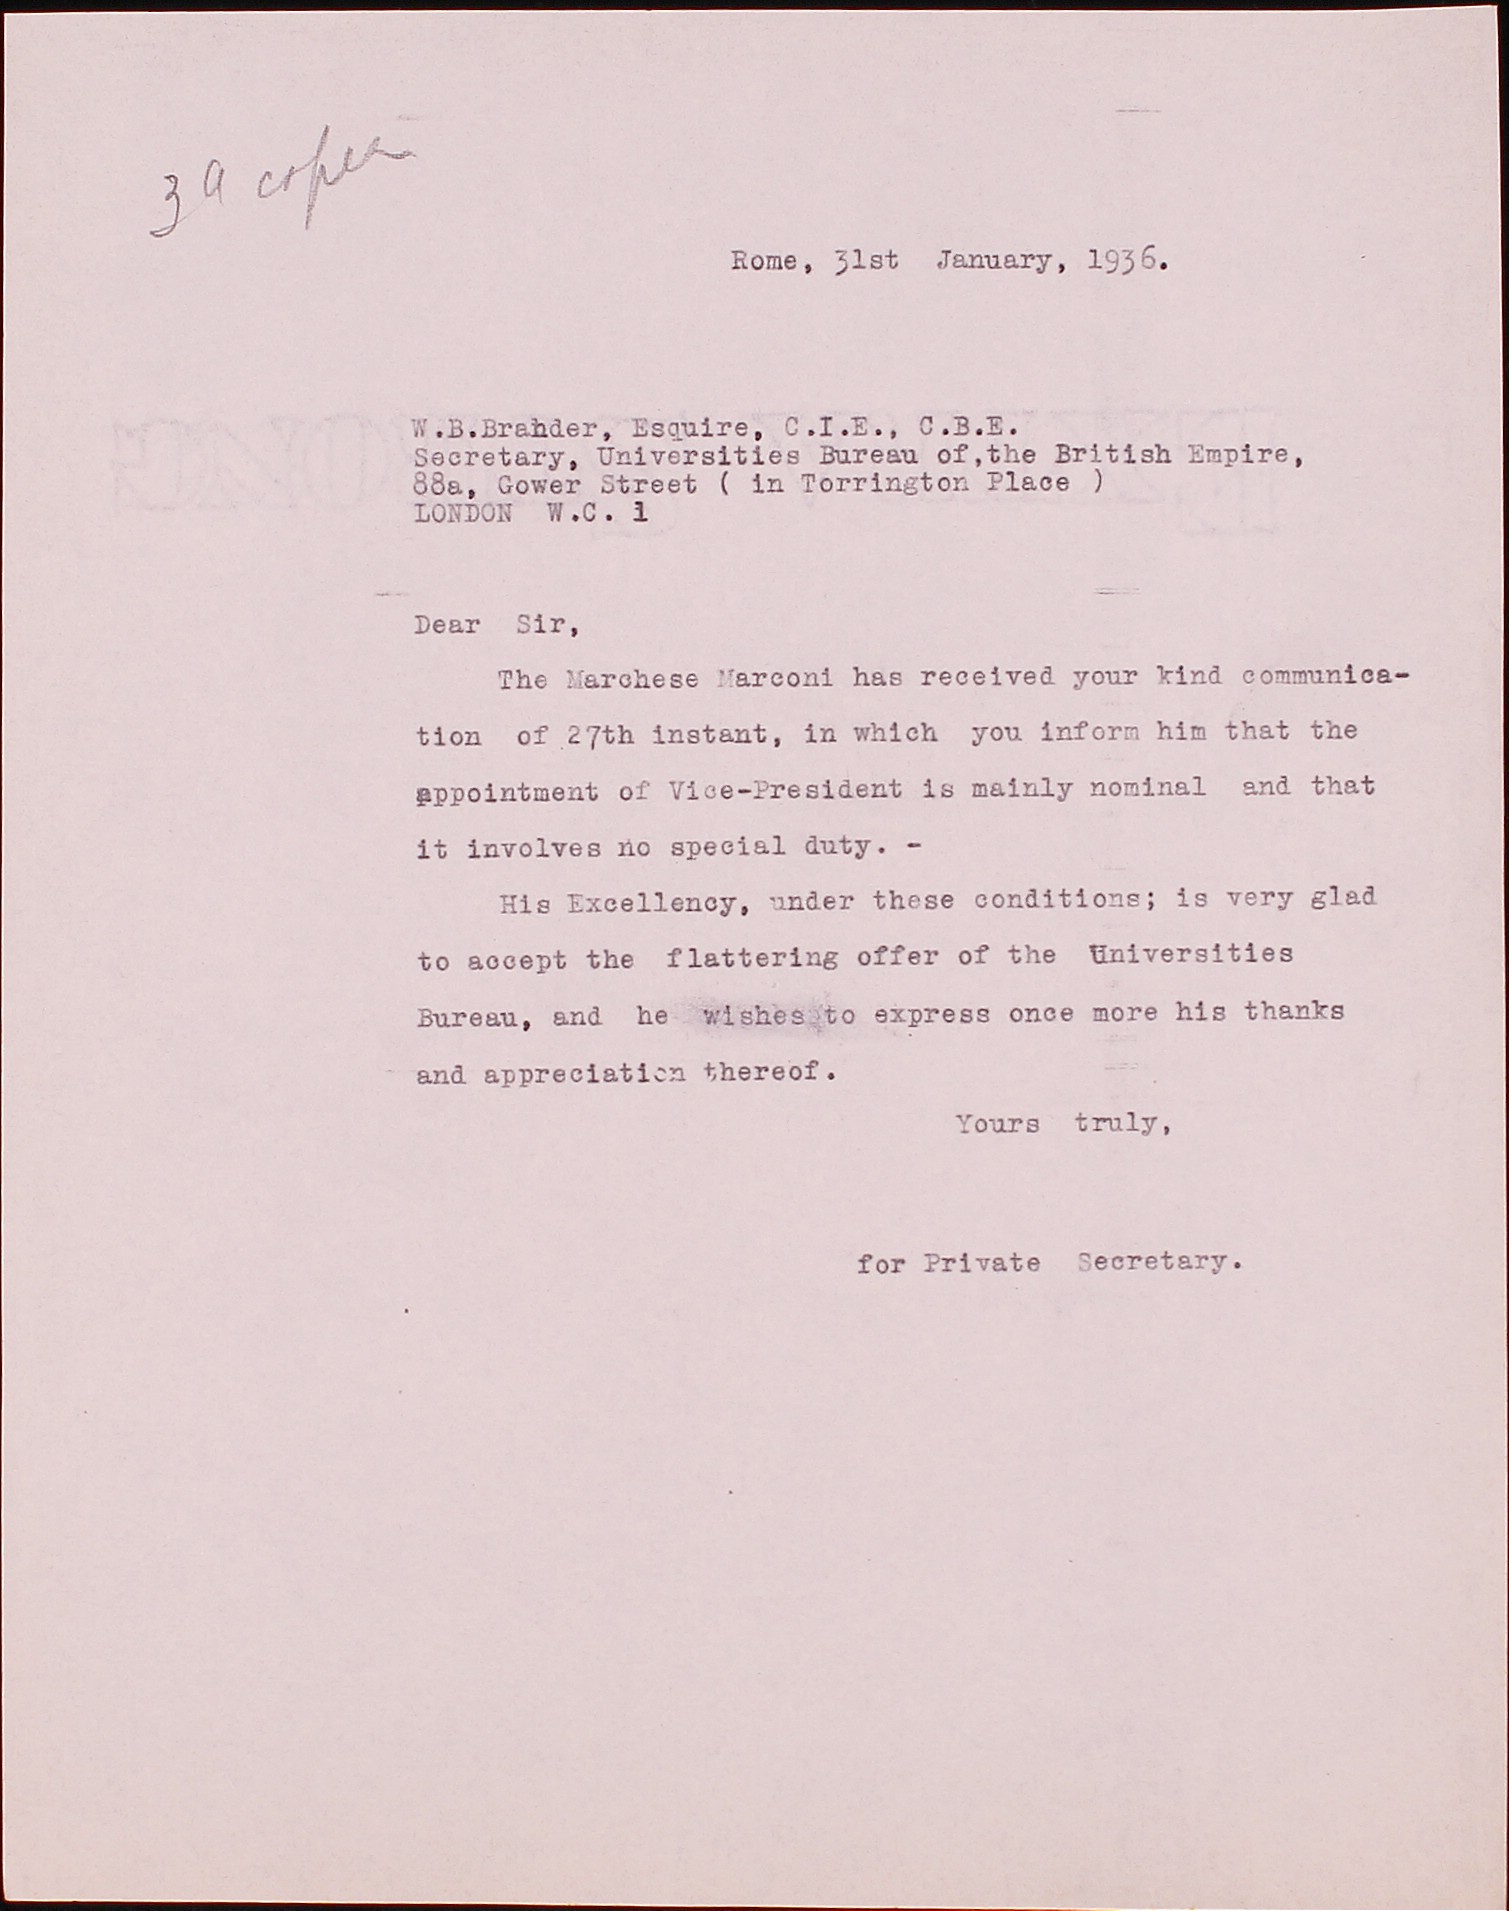 3a copia
Rome, 31st January, 1936.
W.B.Brahder, Esquire, C.I.E., C.B.E.
Secretary, Universities Bureau of,the British Empire,
88a, Gower Street ( in Torrington Place )
LONDON W.C. 1
Dear Sir,
The Marchese Marconi has received your kind communica-
tion of 27th instant, in which you inform him that the
appointment of Vice-President is mainly nominal and that
it involves no special duty. -
His Excellency, under these conditions; is very glad
to accept the flattering offer of the Universities
Bureau, and he wishes to express once more his thanks
and appreciation thereof.
Yours truly,
for Private Secretary.